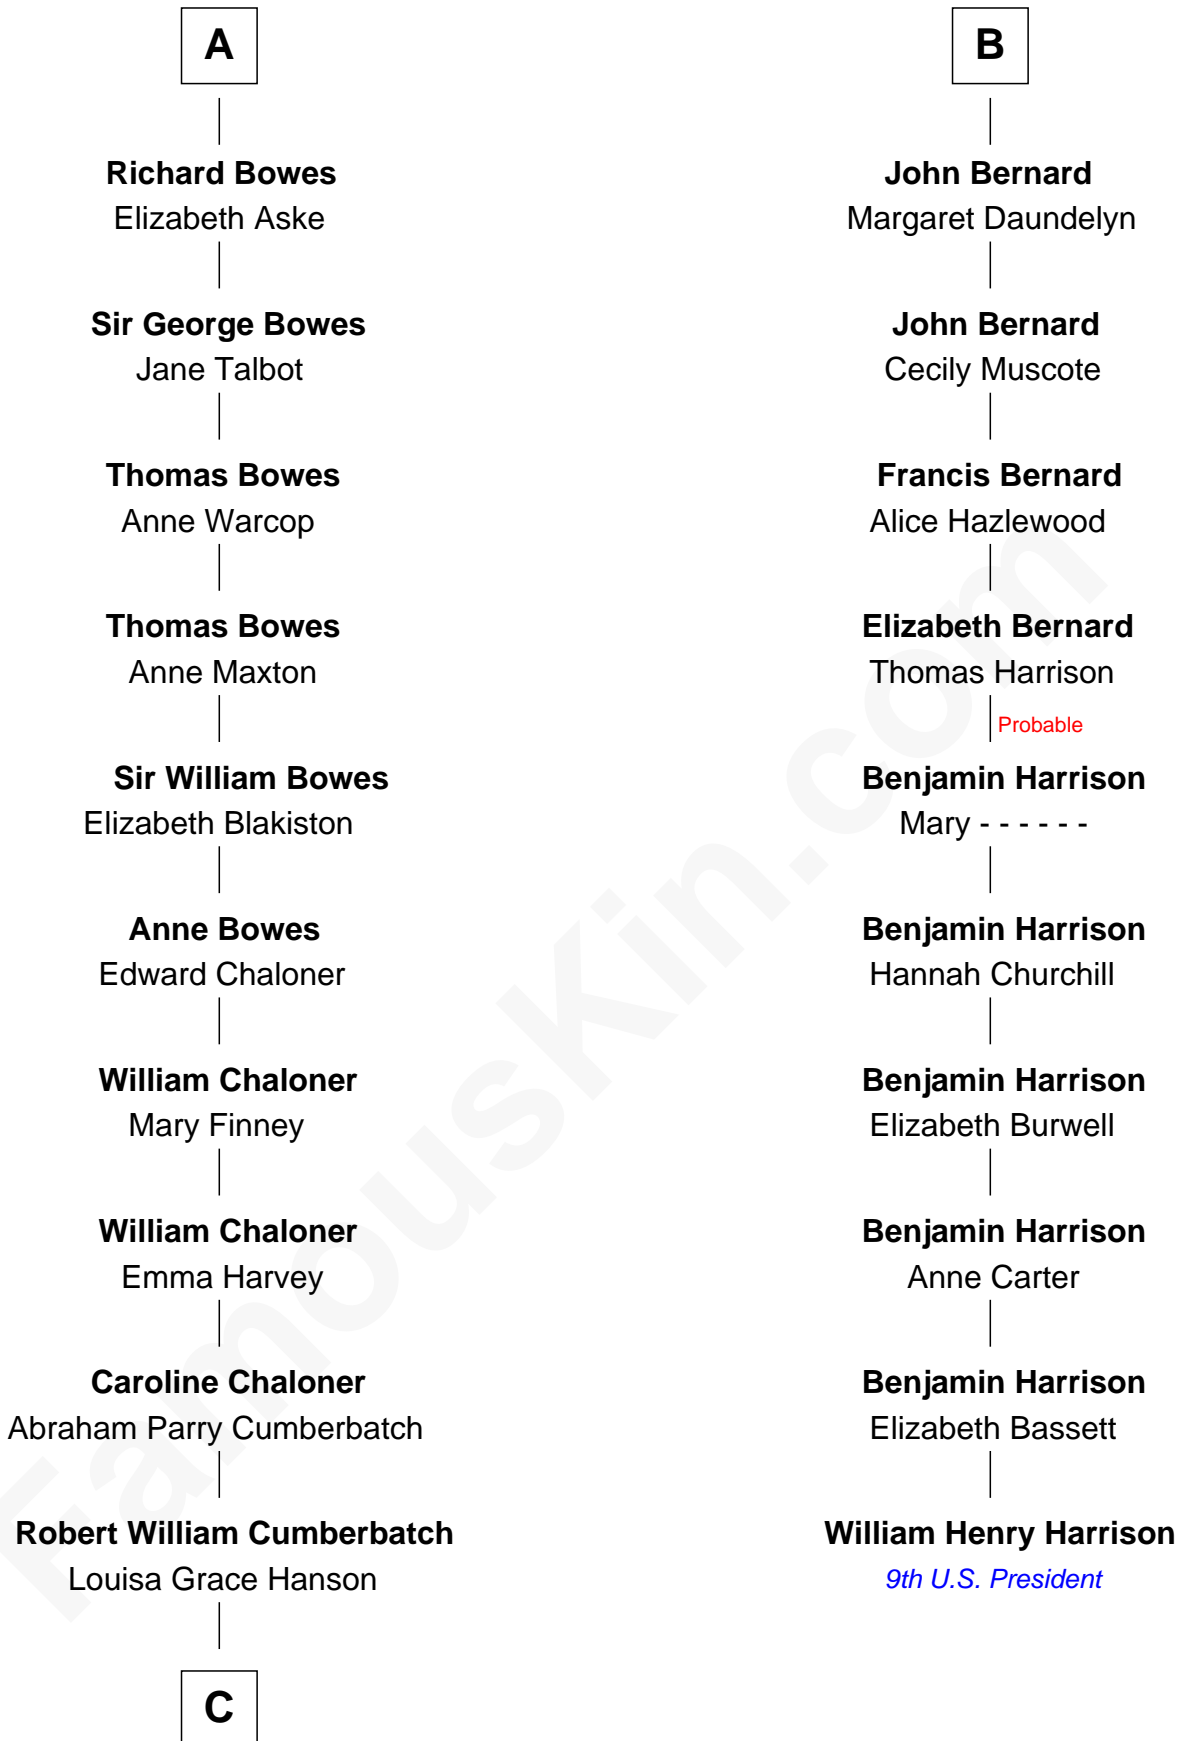 A
Richard Bowes
Elizabeth Aske
Sir George Bowes
Jane Talbot
Thomas Bowes
Anne Warcop
Thomas Bowes
Anne Maxton
Sir William Bowes
Elizabeth Blakiston
Anne Bowes
Edward Chaloner
William Chaloner
Mary Finney
William Chaloner
Emma Harvey
Caroline Chaloner
Abraham Parry Cumberbatch
Robert William Cumberbatch
Louisa Grace Hanson
C
B
John Bernard
Margaret Daundelyn
John Bernard
Cecily Muscote
Francis Bernard
Alice Hazlewood
Elizabeth Bernard
Thomas Harrison
Probable
Benjamin Harrison
Mary - - - - - -
Benjamin Harrison
Hannah Churchill
Benjamin Harrison
Elizabeth Burwell
Benjamin Harrison
Anne Carter
Benjamin Harrison
Elizabeth Bassett
William Henry Harrison
9th U.S. President
FamousKin.com